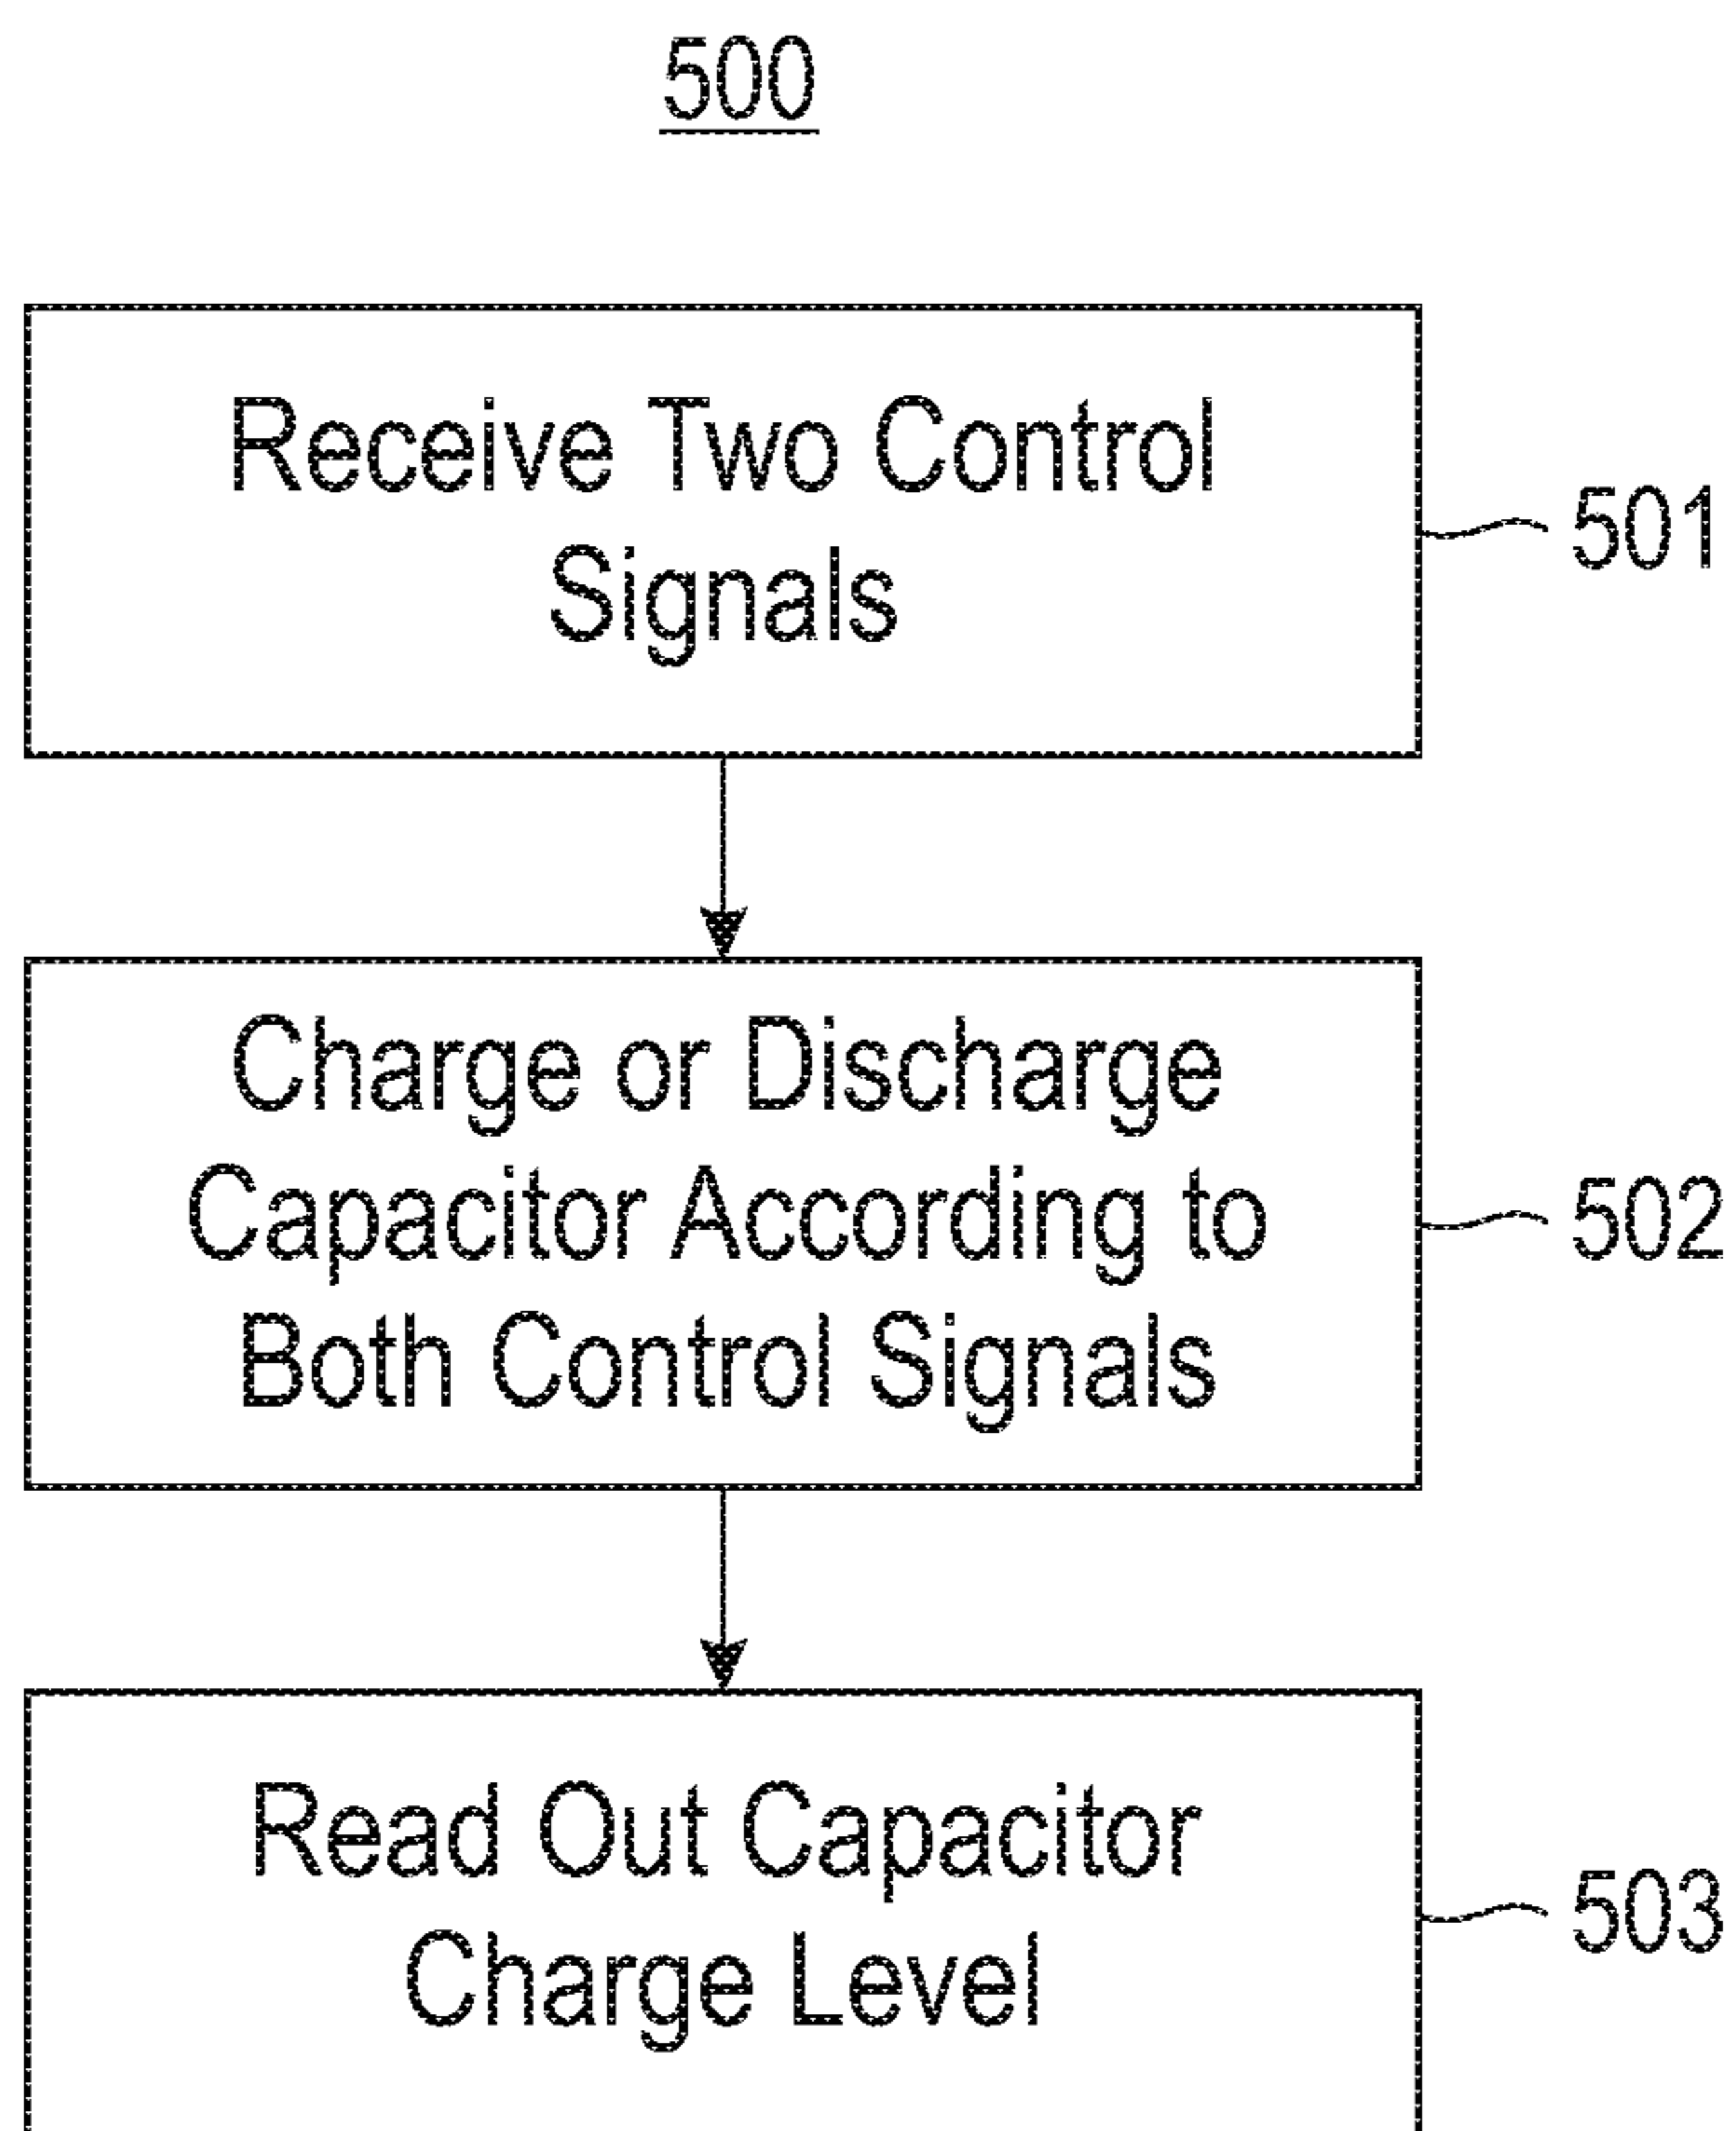 500
Receive Two Control
Signals
501
Charge or Discharge
Capacitor According to
Both Control Signals
502
Read Out Capacitor
Charge Level
503